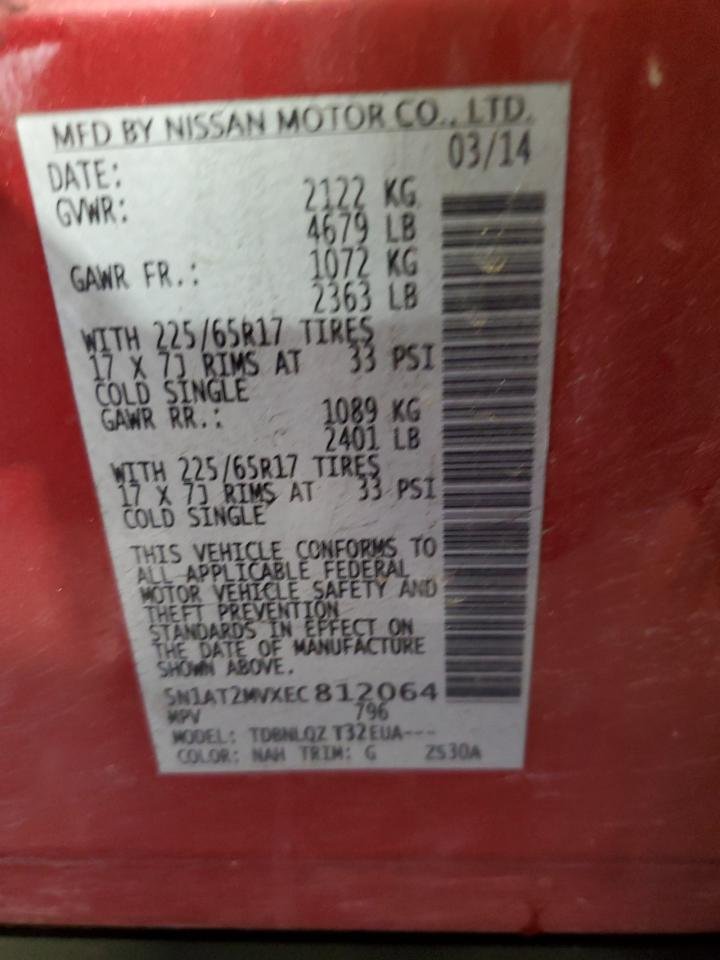 MFD BY NISSAN MOTOR CO., LTD.
DATE: 03/14
GVWR: 2122 KG
4679 LB
GAWR FR.: 1072 KG
2363 LB
WITH 225/65R17 TIRES
17 X 7J RIMS AT 33 PSI
COLD SINGLE
GAWR RR.: 1089 KG
2401 LB
WITH 225/65R17 TIRES
17 X 7J RIMS AT 33 PSI
COLD SINGLE
THIS VEHICLE CONFORMS TO
ALL APPLICABLE FEDERAL
MOTOR VEHICLE SAFETY AND
THEFT PREVENTION
STANDARDS IN EFFECT ON
THE DATE OF MANUFACTURE
SHOWN ABOVE.
5N1AT2MVXEC812064
MPV 796
MODEL: TDBNLQZ T32EUA---
COLOR: NAH TRIM: G ZS30A